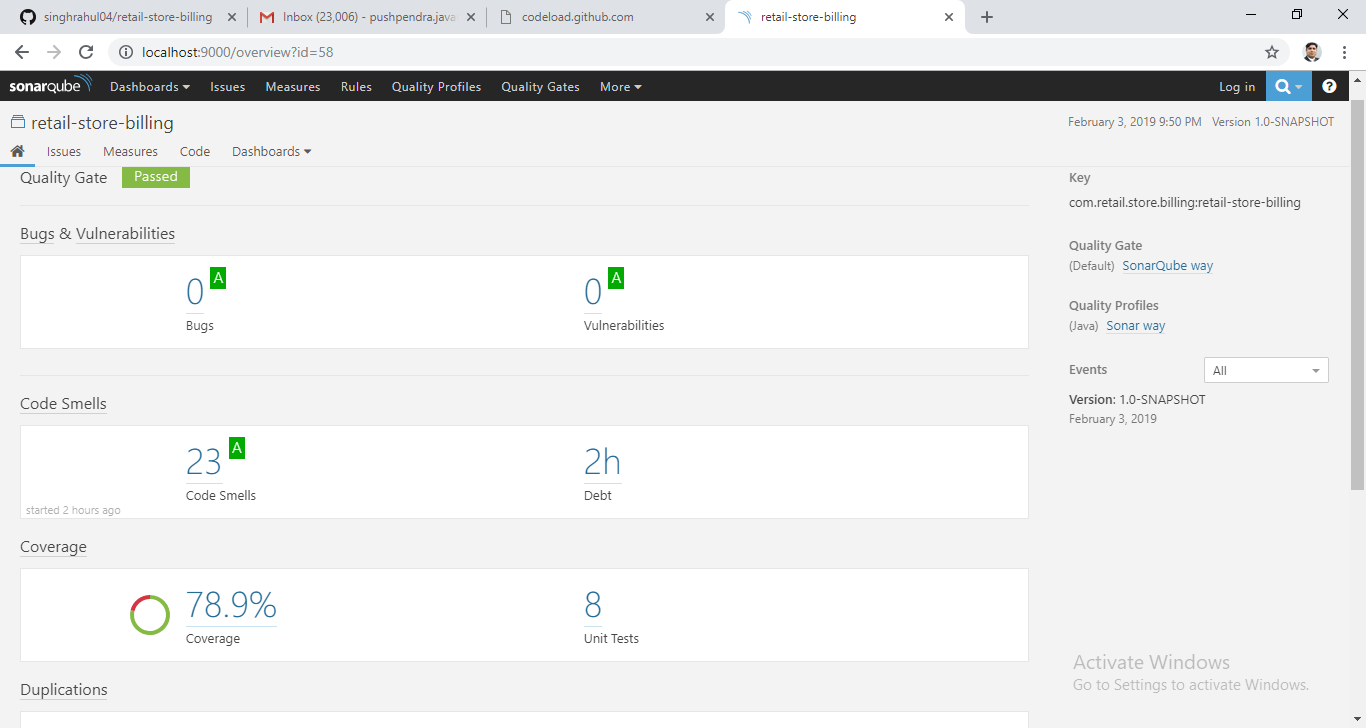 singhrahul04/retail-store-billing
Inbox (23,006) - pushpendra.java
codeload.github.com
retail-store-billing
localhost:9000/overview?id=58
sonarqube Dashboards Issues Measures Rules Quality Profiles Quality Gates More Log in
retail-store-billing
February 3, 2019 9:50 PM Version 1.0-SNAPSHOT
Issues Measures Code Dashboards
Quality Gate Passed
Bugs & Vulnerabilities
0 A
Bugs
0 A
Vulnerabilities
Code Smells
23 A
Code Smells
2h
Debt
started 2 hours ago
Coverage
78.9%
Coverage
8
Unit Tests
Duplications
Key
com.retail.store.billing:retail-store-billing
Quality Gate
(Default) SonarQube way
Quality Profiles
(Java) Sonar way
Events All
Version: 1.0-SNAPSHOT
February 3, 2019
Activate Windows
Go to Settings to activate Windows.